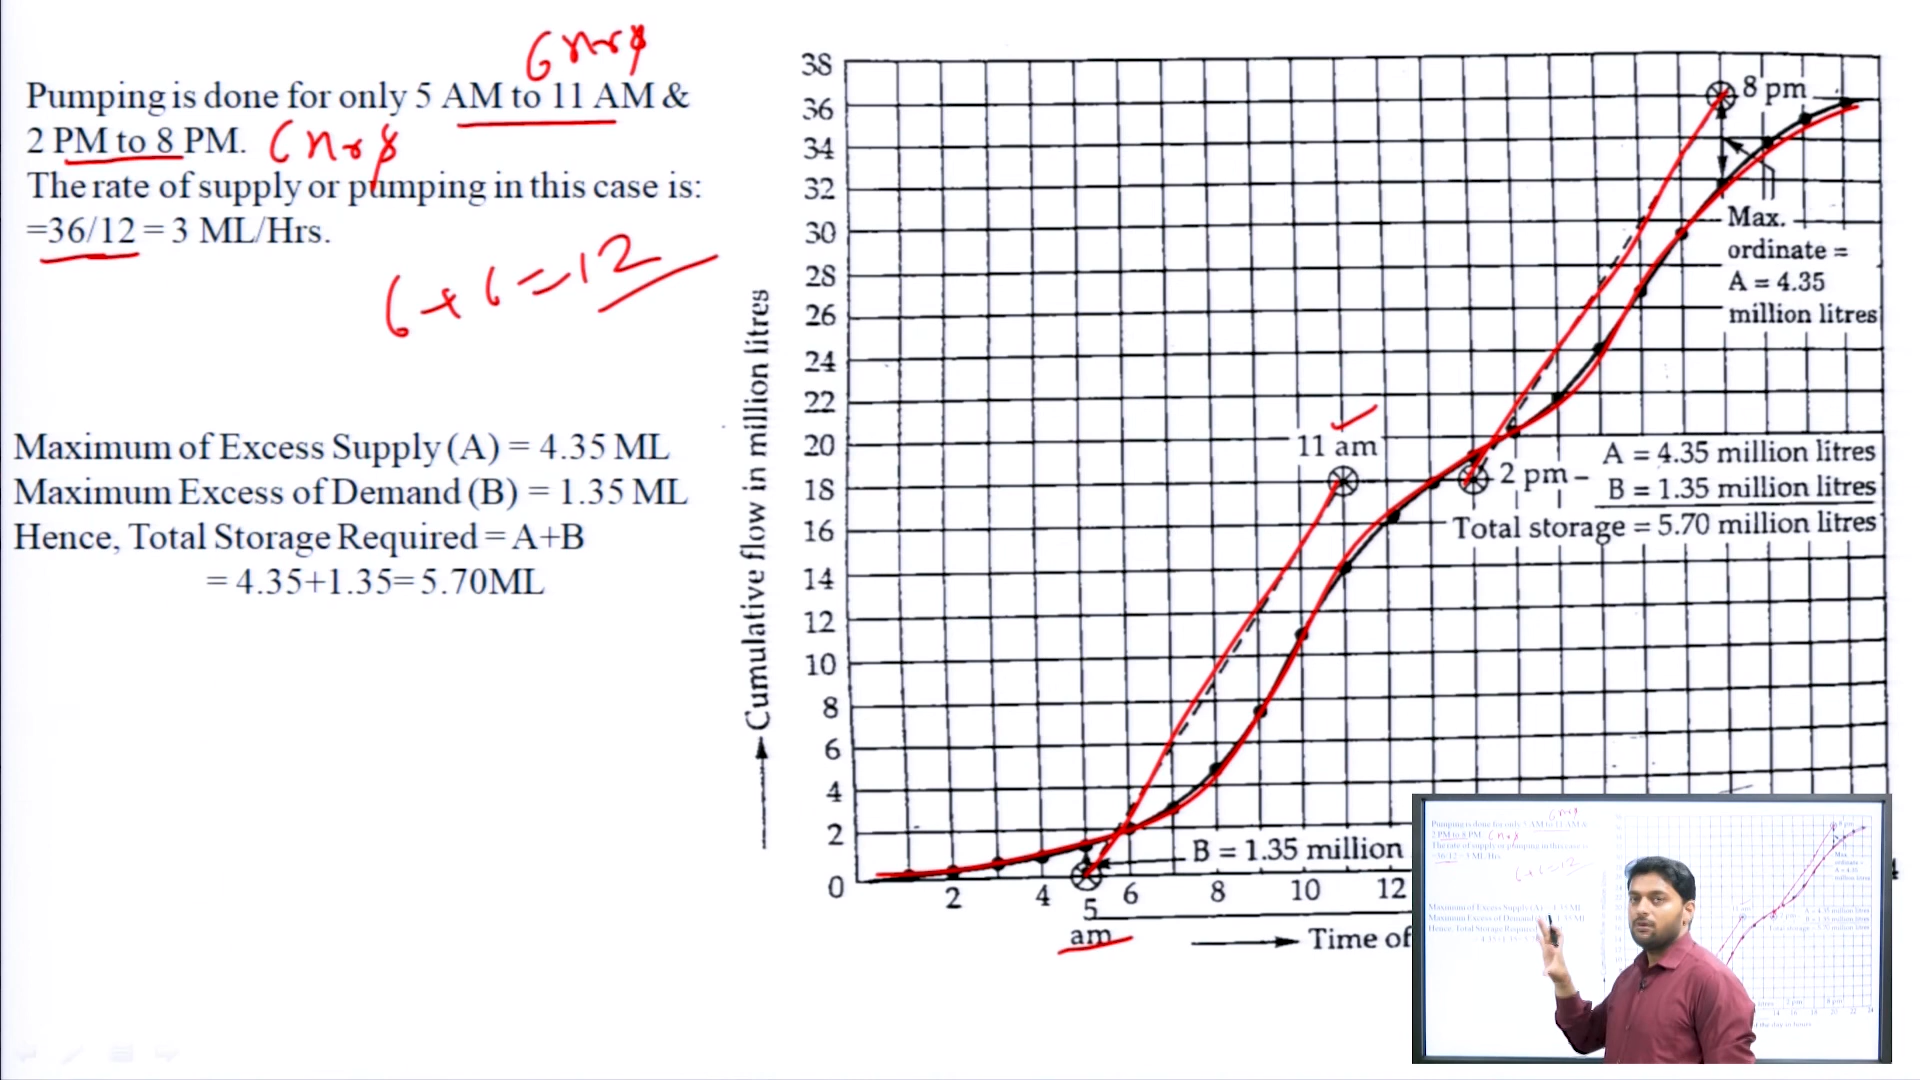 6 hrs
Pumping is done for only 5 AM to 11 AM &
2 PM to 8 PM. 6 hrs
The rate of supply or pumping in this case is:
=36/12 = 3 ML/Hrs.
6 + 6 = 12
Maximum of Excess Supply (A) = 4.35 ML
Maximum Excess of Demand (B) = 1.35 ML
Hence, Total Storage Required = A+B
= 4.35+1.35= 5.70ML
Cumulative flow in million litres
38
36
34
32
30
28
26
24
22
20
18
16
14
12
10
8
6
4
2
0
8 pm
Max.
ordinate =
A = 4.35
million litres
11 am
2 pm
A = 4.35 million litres
B = 1.35 million litres
Total storage = 5.70 million litres
B = 1.35 million
2 4 6 8 10 12
5
am
Time of